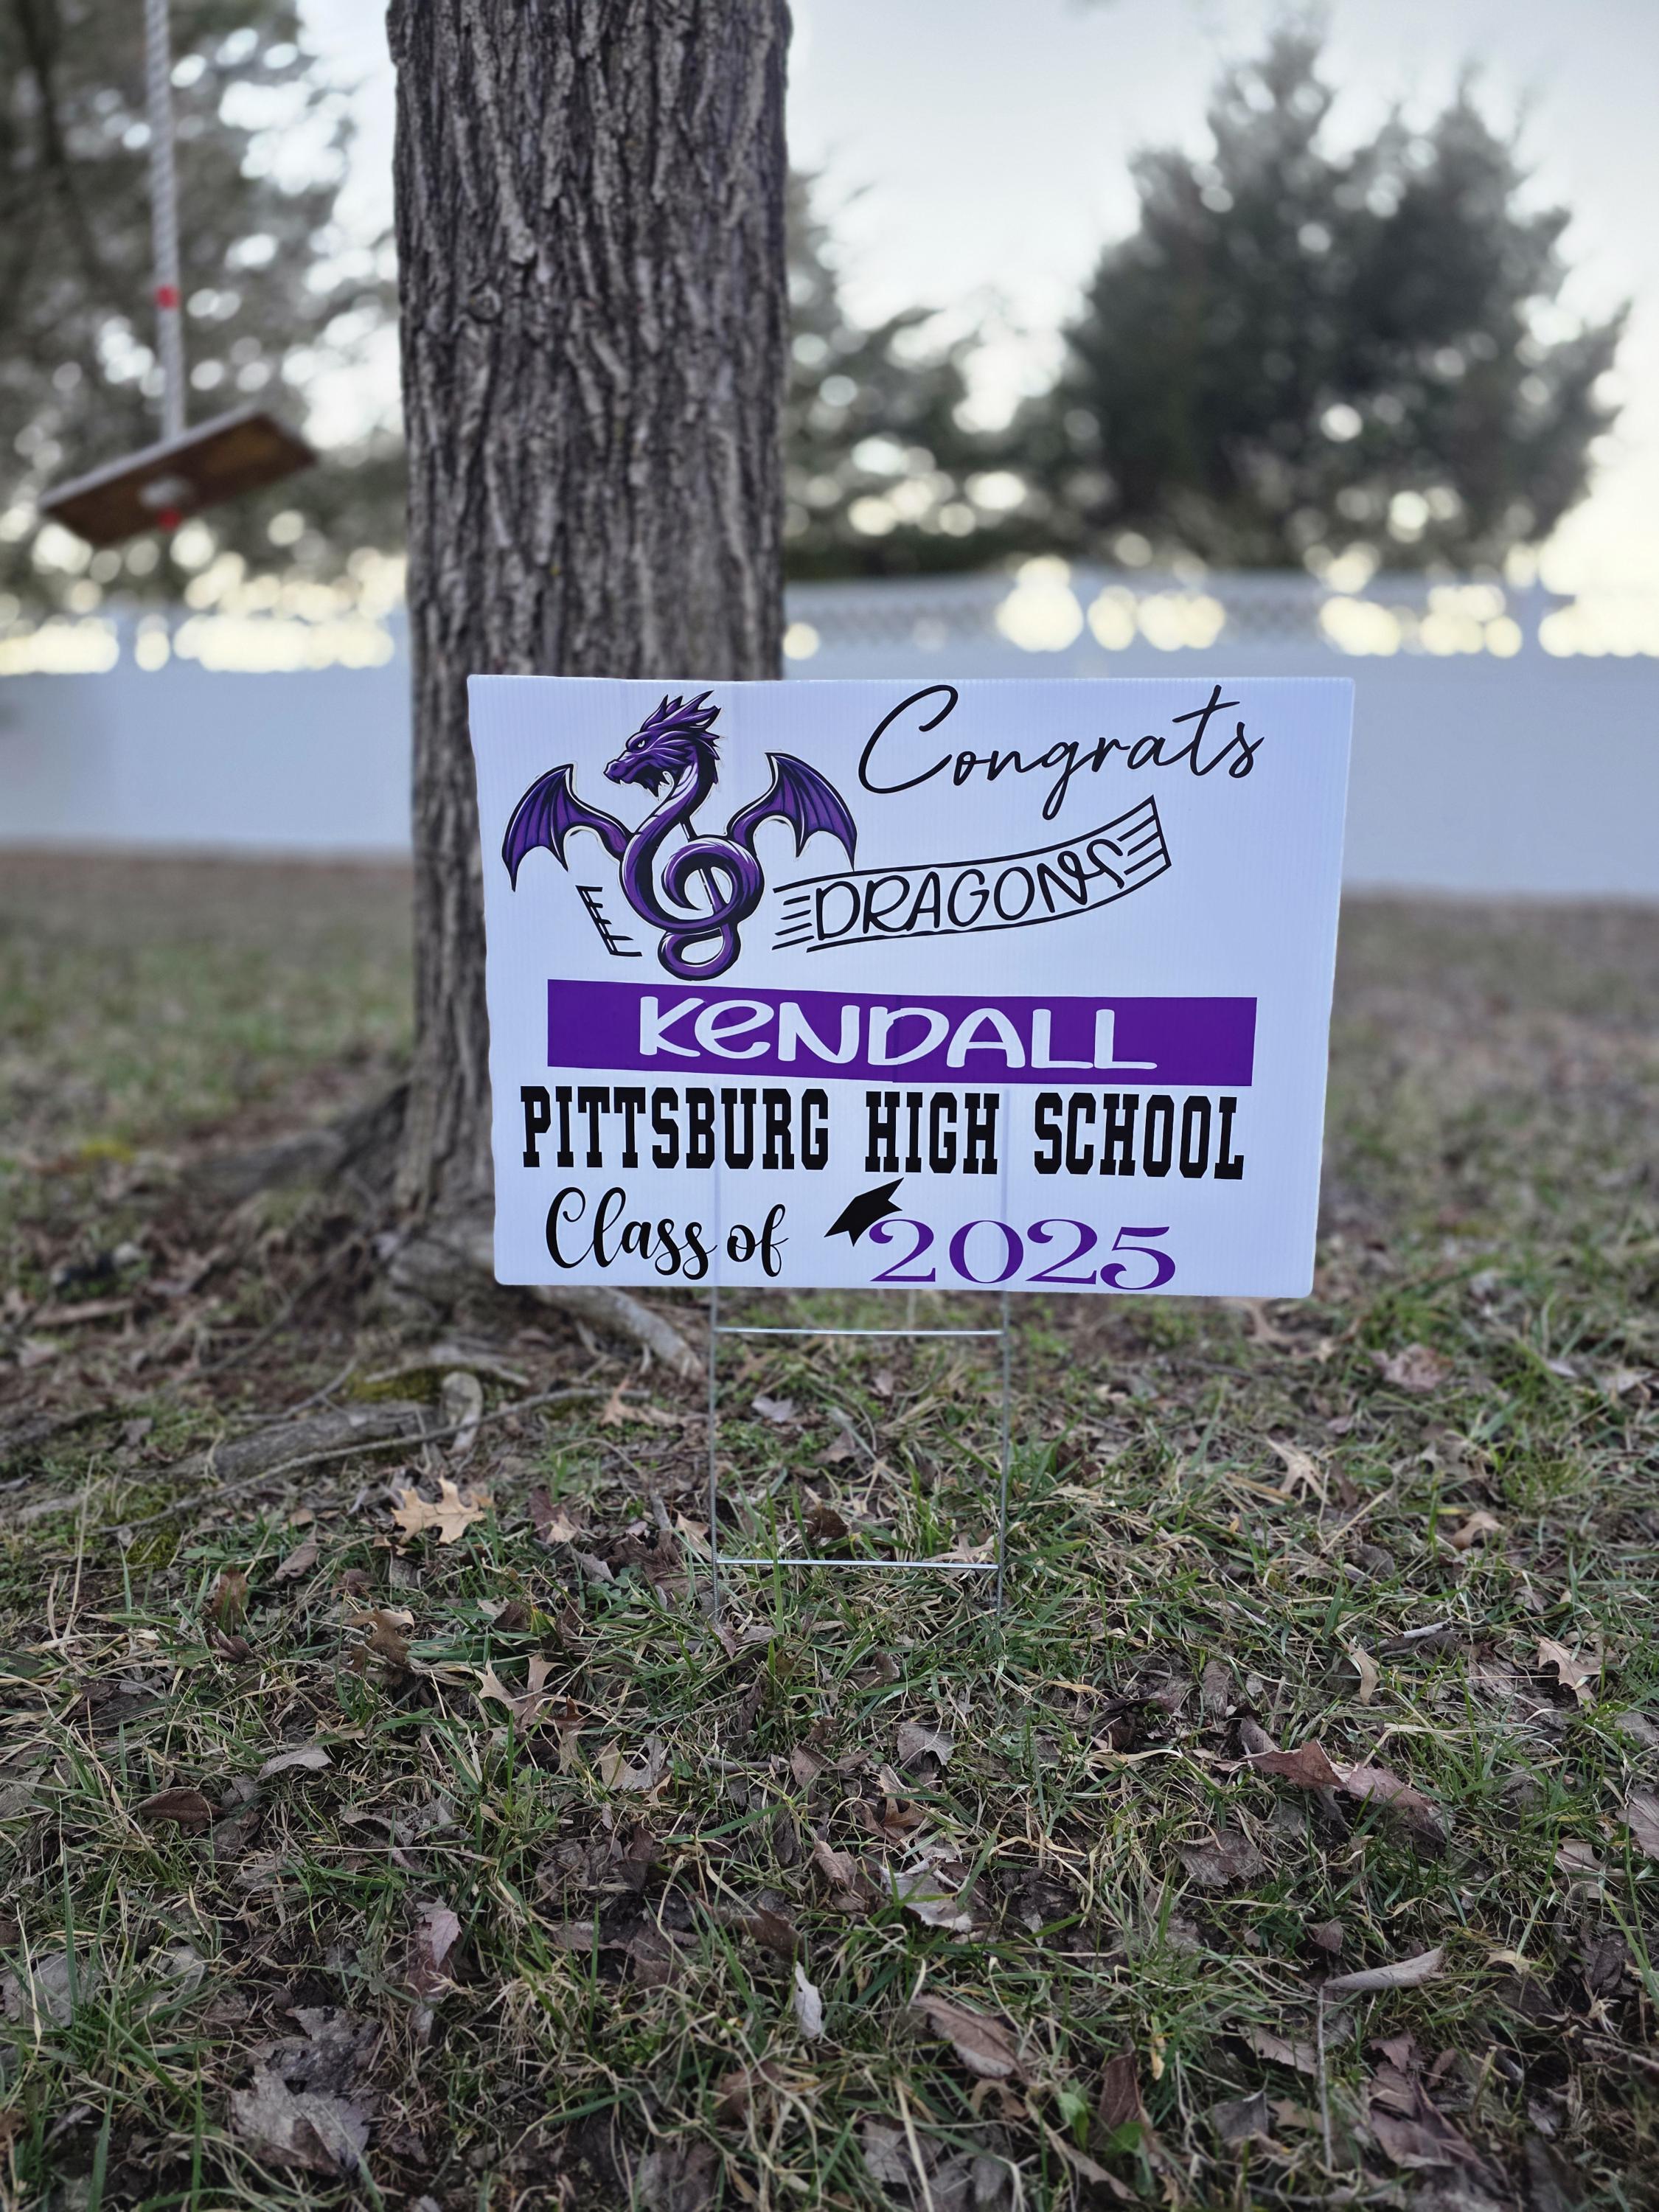 Congrats
DRAGONS
KeNDALL
PITTSBURG HIGH SCHOOL
Class of 2025